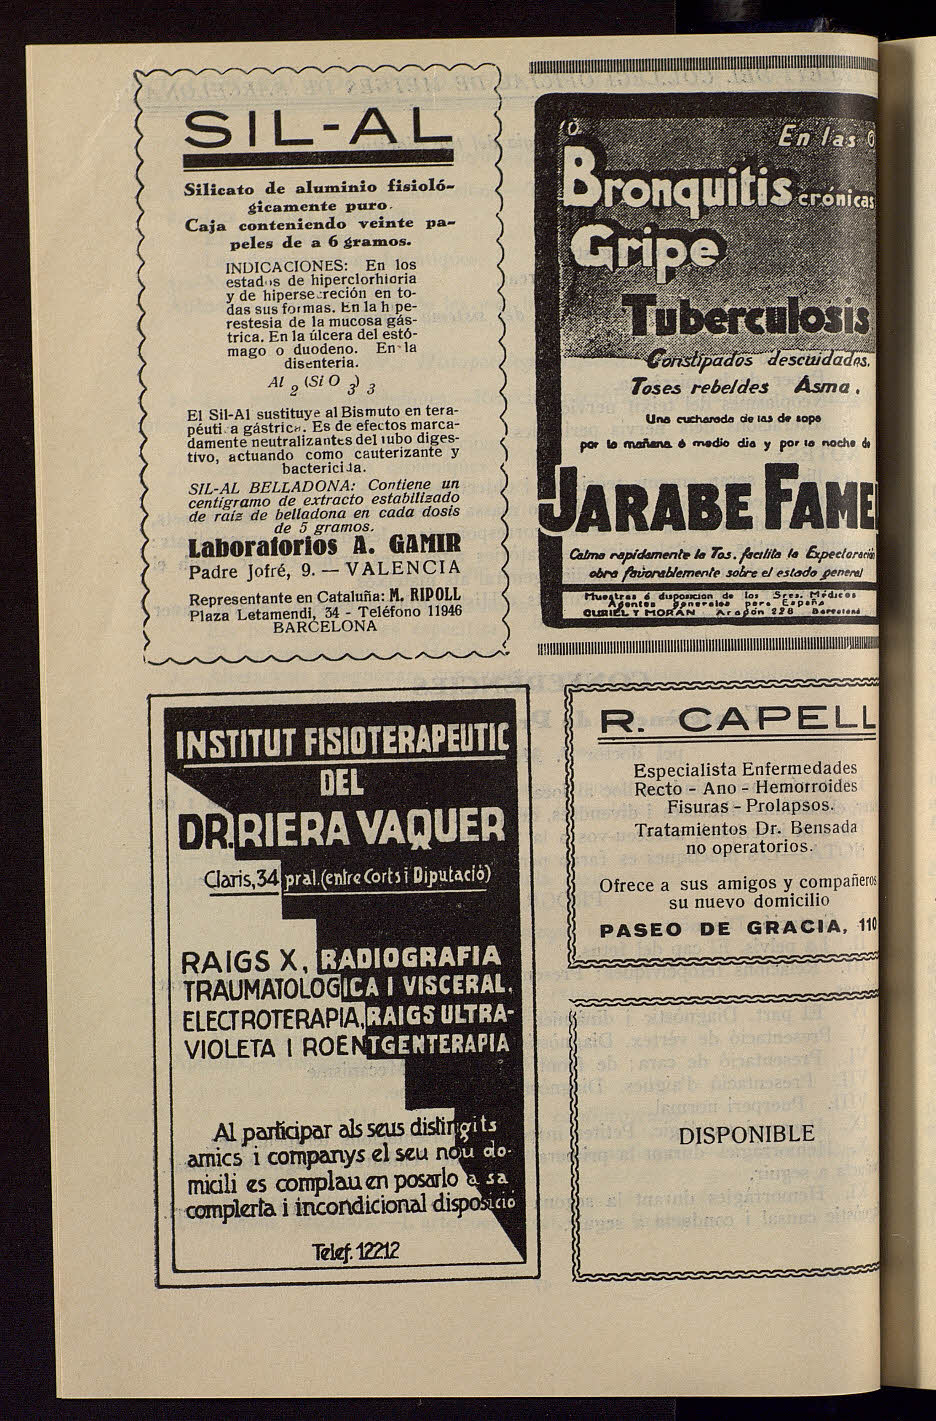 SIL-AL
Silicato de aluminio fisioló-
gicamente puro.
Caja conteniendo veinte pa-
peles de a 6 gramos.
INDICACIONES: En los
estados de hiperclorhidria
y de hipersecreción en to-
das sus formas. En la hipe-
restesia de la mucosa gás-
trica. En la úlcera del estó-
mago o duodeno. En la
disenteria.
Al 2 (Si O 3) 3
El Sil-Al sustituye al Bismuto en tera-
péutica gástrica. Es de efectos marca-
damente neutralizantes del tubo diges-
tivo, actuando como cauterizante y
bactericida.
SIL-AL BELLADONA: Contiene un
centigramo de extracto estabilizado
de raiz de belladona en cada dosis
de 5 gramos.
Laboratorios A. GAMIR
Padre Jofré, 9. — VALENCIA
Representante en Cataluña: M. RIPOLL
Plaza Letamendi, 34 - Teléfono 11946
BARCELONA
En las
Bronquitis crónicas
Gripe
Tuberculosis
Constipados descuidados.
Toses rebeldes Asma.
Una cucharada de las de sopa
por la mañana á medio dia y por la noche de
JARABE FAMEL
Calma rapidamente la Tos, facilita la Expectoració
obra favorablemente sobre el estado general
Muestras á disposicion de los Sres. Médicos
Agentes generales para España
CURIEL Y MORÁN Aragón 228 Barcelona
INSTITUT FISIOTERAPEUTIC
DEL
DR. RIERA VAQUER
Claris, 34 pral. (entre Corts i Diputació)
RAIGS X, RADIOGRAFIA
TRAUMATOLOGICA I VISCERAL,
ELECTROTERAPIA, RAIGS ULTRA-
VIOLETA I ROENTGENTERAPIA
Al participar als seus distingits
amics i companys el seu nou do-
micili es complau en posarlo a sa
complerta i incondicional disposició
Telef. 12212
R. CAPELL
Especialista Enfermedades
Recto - Ano - Hemorroides
Fisuras - Prolapsos.
Tratamientos Dr. Bensada
no operatorios.
Ofrece a sus amigos y compañeros
su nuevo domicilio
PASEO DE GRACIA, 110
DISPONIBLE